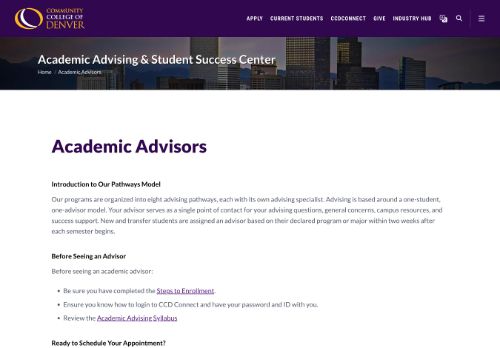 COMMUNITY
COLLEGE OF
DENVER
APPLY CURRENT STUDENTS CCDCONNECT GIVE INDUSTRY HUB
Academic Advising & Student Success Center
Home / Academic Advisors
Academic Advisors
Introduction to Our Pathways Model
Our programs are organized into eight advising pathways, each with its own advising specialist. Advising is based around a one-student,
one-advisor model. Your advisor serves as a single point of contact for your advising questions, general concerns, campus resources, and
success support. New and transfer students are assigned an advisor based on their declared program or major within two weeks after
each semester begins.
Before Seeing an Advisor
Before seeing an academic advisor:
• Be sure you have completed the Steps to Enrollment.
• Ensure you know how to login to CCD Connect and have your password and ID with you.
• Review the Academic Advising Syllabus
Ready to Schedule Your Appointment?